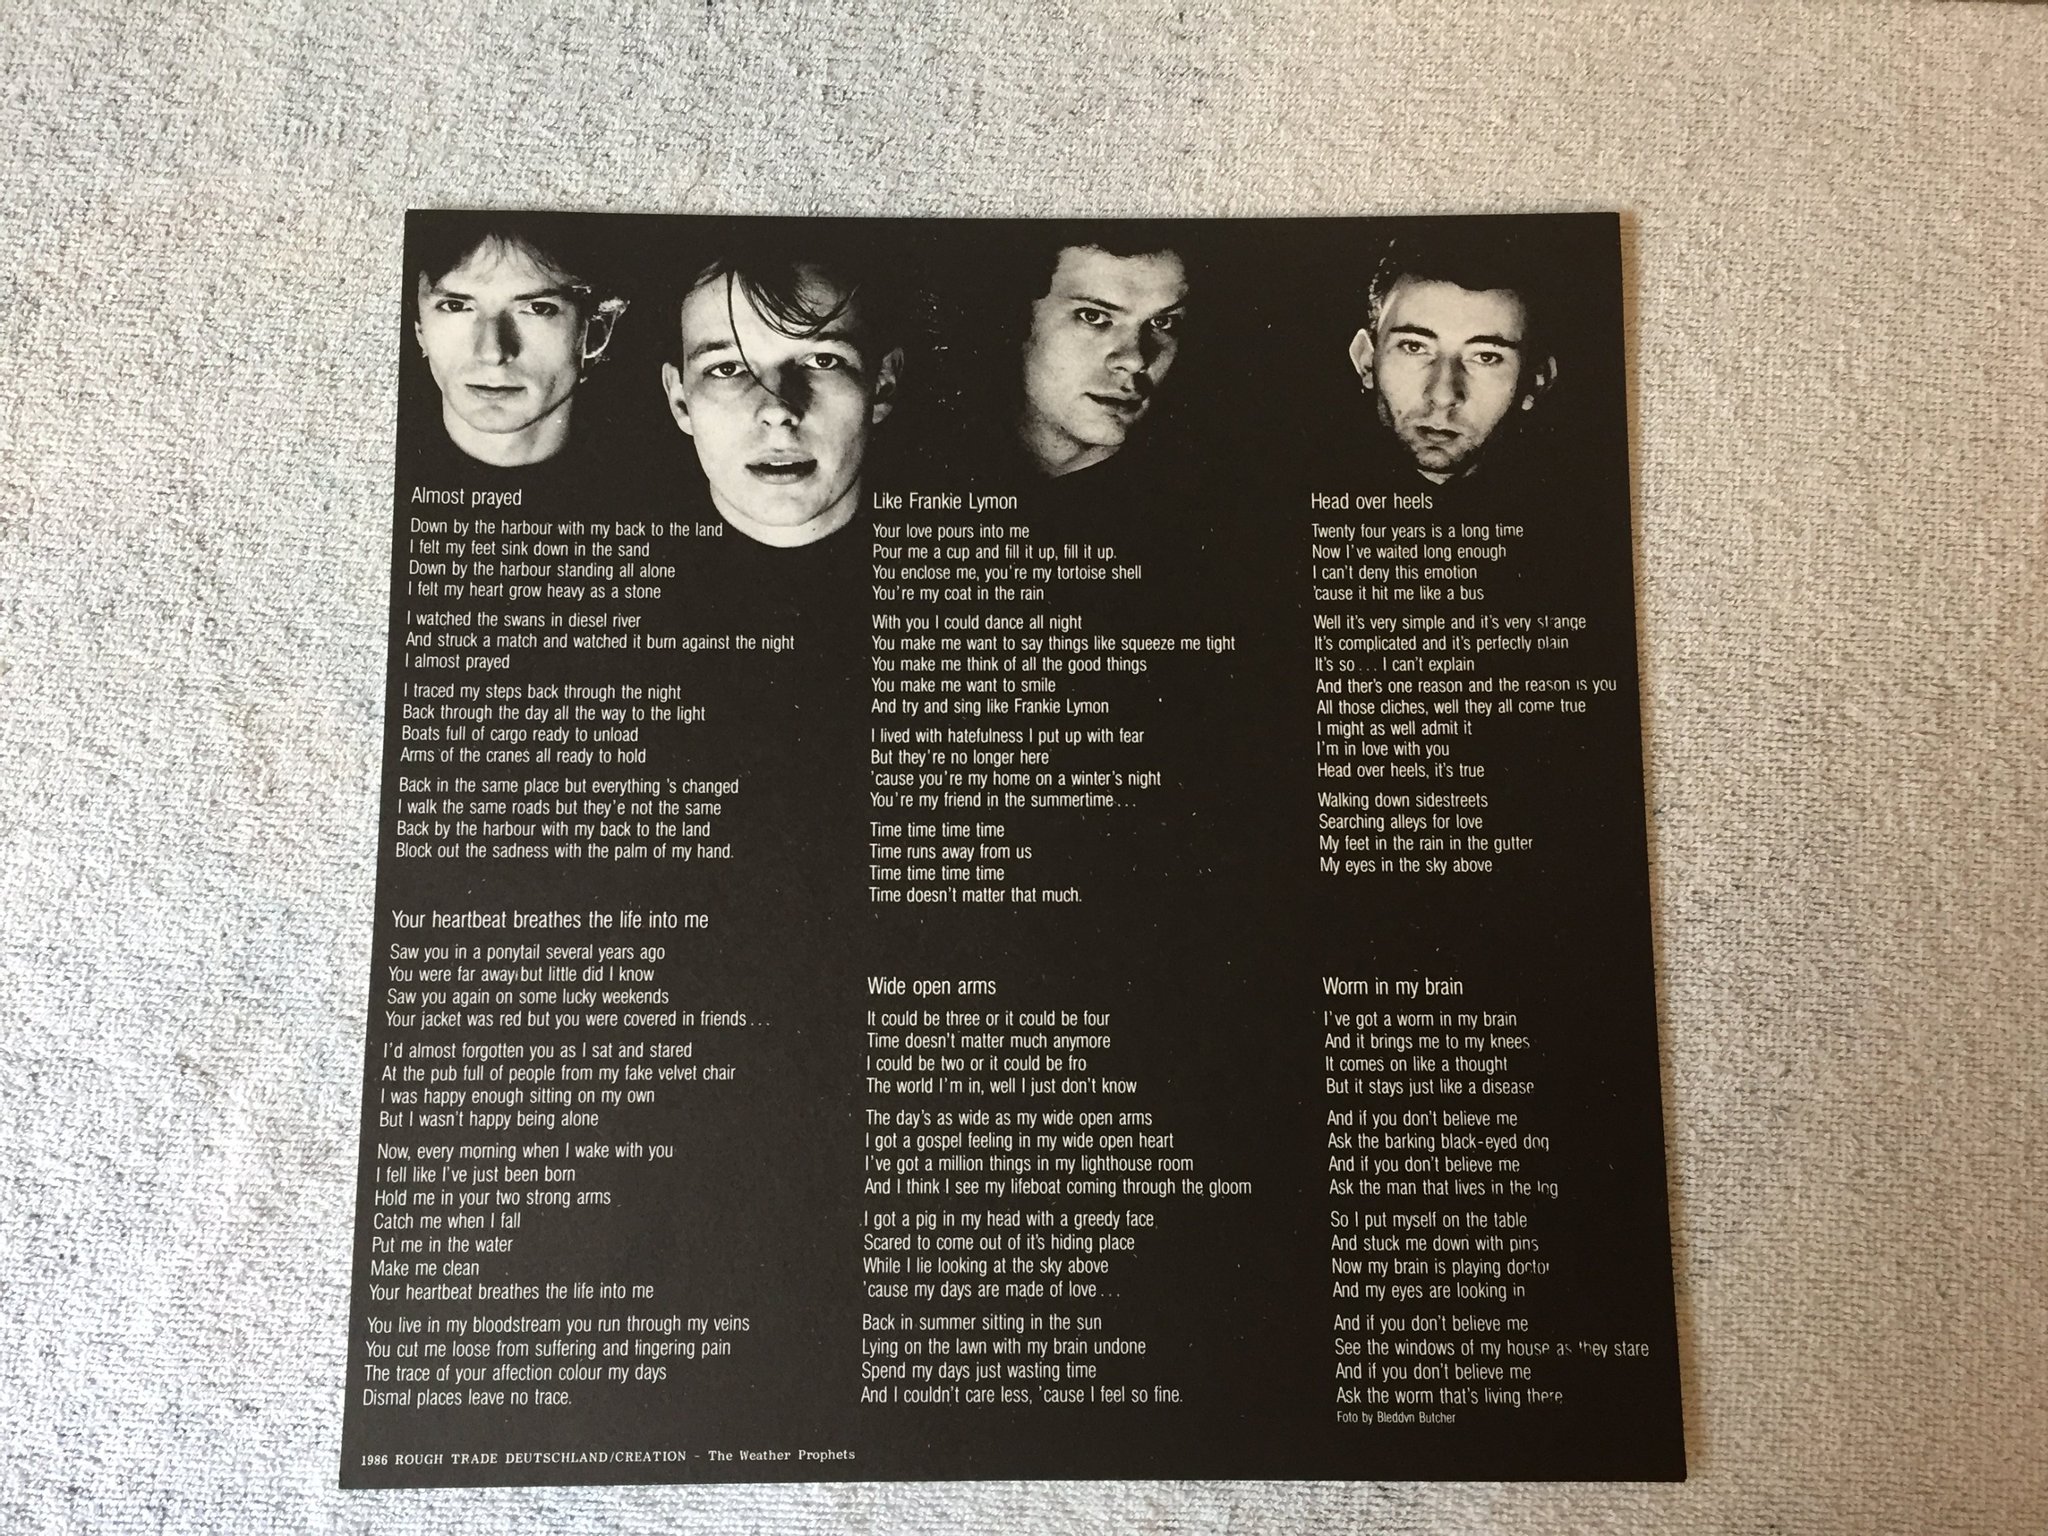 Almost prayed
Down by the harbour with my back to the land
I felt my feet sink down in the sand
Down by the harbour standing all alone
I felt my heart grow heavy as a stone
I watched the swans in diesel river
And struck a match and watched it burn against the night
I almost prayed
I traced my steps back through the night
Back through the day all the way to the light
Boats full of cargo ready to unload
Arms of the cranes all ready to hold
Back in the same place but everything 's changed
I walk the same roads but they'e not the same
Back by the harbour with my back to the land
Block out the sadness with the palm of my hand.
Your heartbeat breathes the life into me
Saw you in a ponytail several years ago
You were far away but little did I know
Saw you again on some lucky weekends
Your jacket was red but you were covered in friends ...
I'd almost forgotten you as I sat and stared
At the pub full of people from my fake velvet chair
I was happy enough sitting on my own
But I wasn't happy being alone
Now, every morning when I wake with you
I fell like I've just been born
Hold me in your two strong arms
Catch me when I fall
Put me in the water
Make me clean
Your heartbeat breathes the life into me
You live in my bloodstream you run through my veins
You cut me loose from suffering and fingering pain
The trace of your affection colour my days
Dismal places leave no trace.
Like Frankie Lymon
Your love pours into me
Pour me a cup and fill it up, fill it up.
You enclose me, you're my tortoise shell
You're my coat in the rain
With you I could dance all night
You make me want to say things like squeeze me tight
You make me think of all the good things
You make me want to smile
And try and sing like Frankie Lymon
I lived with hatefulness I put up with fear
But they're no longer here
'cause you're my home on a winter's night
You're my friend in the summertime ...
Time time time time
Time runs away from us
Time time time time
Time doesn't matter that much.
Wide open arms
It could be three or it could be four
Time doesn't matter much anymore
I could be two or it could be fro
The world I'm in, well I just don't know
The day's as wide as my wide open arms
I got a gospel feeling in my wide open heart
I've got a million things in my lighthouse room
And I think I see my lifeboat coming through the gloom
I got a pig in my head with a greedy face
Scared to come out of it's hiding place
While I lie looking at the sky above
'cause my days are made of love ...
Back in summer sitting in the sun
Lying on the lawn with my brain undone
Spend my days just wasting time
And I couldn't care less, 'cause I feel so fine.
Head over heels
Twenty four years is a long time
Now I've waited long enough
I can't deny this emotion
'cause it hit me like a bus
Well it's very simple and it's very strange
It's complicated and it's perfectly plain
It's so ... I can't explain
And ther's one reason and the reason is you
All those cliches, well they all come true
I might as well admit it
I'm in love with you
Head over heels, it's true
Walking down sidestreets
Searching alleys for love
My feet in the rain in the gutter
My eyes in the sky above
Worm in my brain
I've got a worm in my brain
And it brings me to my knees
It comes on like a thought
But it stays just like a disease
And if you don't believe me
Ask the barking black-eyed dog
And if you don't believe me
Ask the man that lives in the log
So I put myself on the table
And stuck me down with pins
Now my brain is playing doctor
And my eyes are looking in
And if you don't believe me
See the windows of my house as they stare
And if you don't believe me
Ask the worm that's living there
Foto by Bleddyn Butcher
1986 ROUGH TRADE DEUTSCHLAND/CREATION - The Weather Prophets